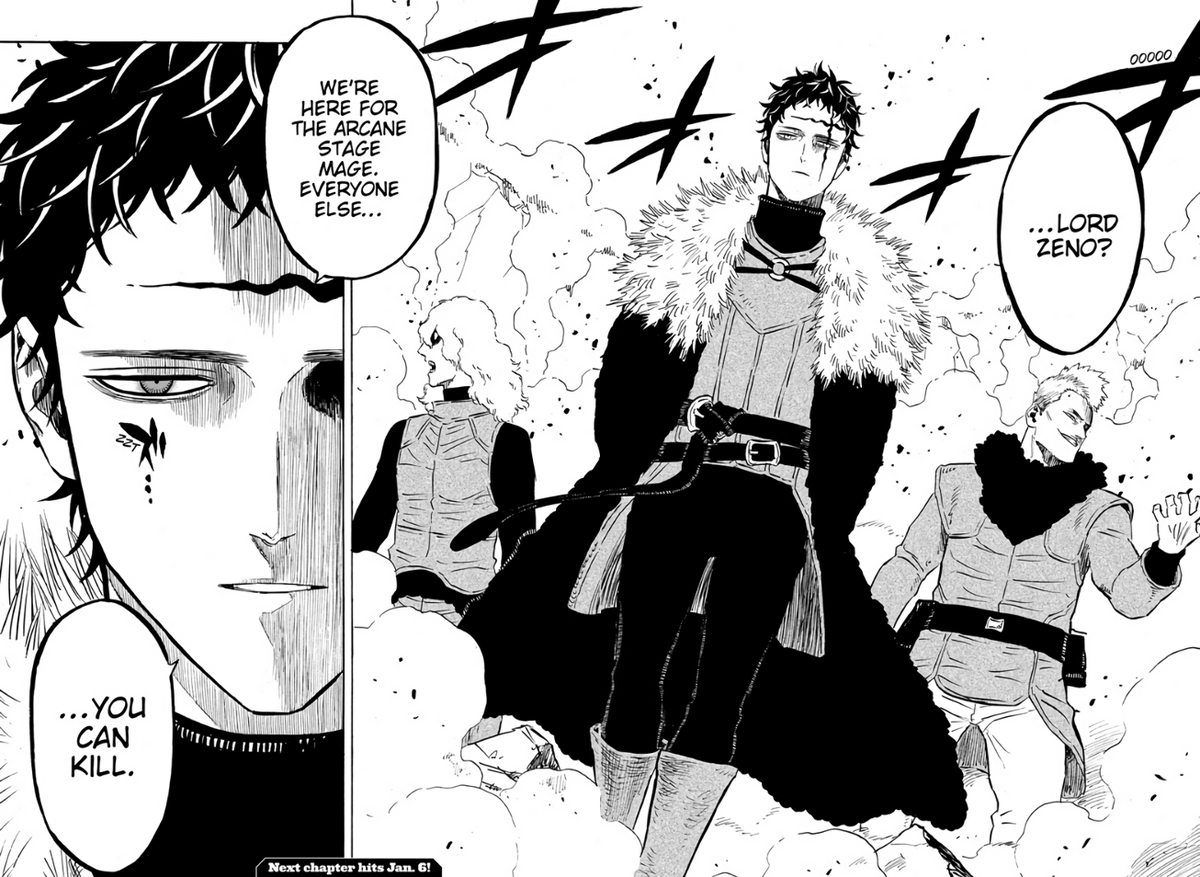 OOOOO
...LORD
ZENO?
WE'RE
HERE FOR
THE ARCANE
STAGE
MAGE.
EVERYONE
ELSE...
ZZT
...YOU
CAN
KILL.
Next chapter hits Jan. 6!